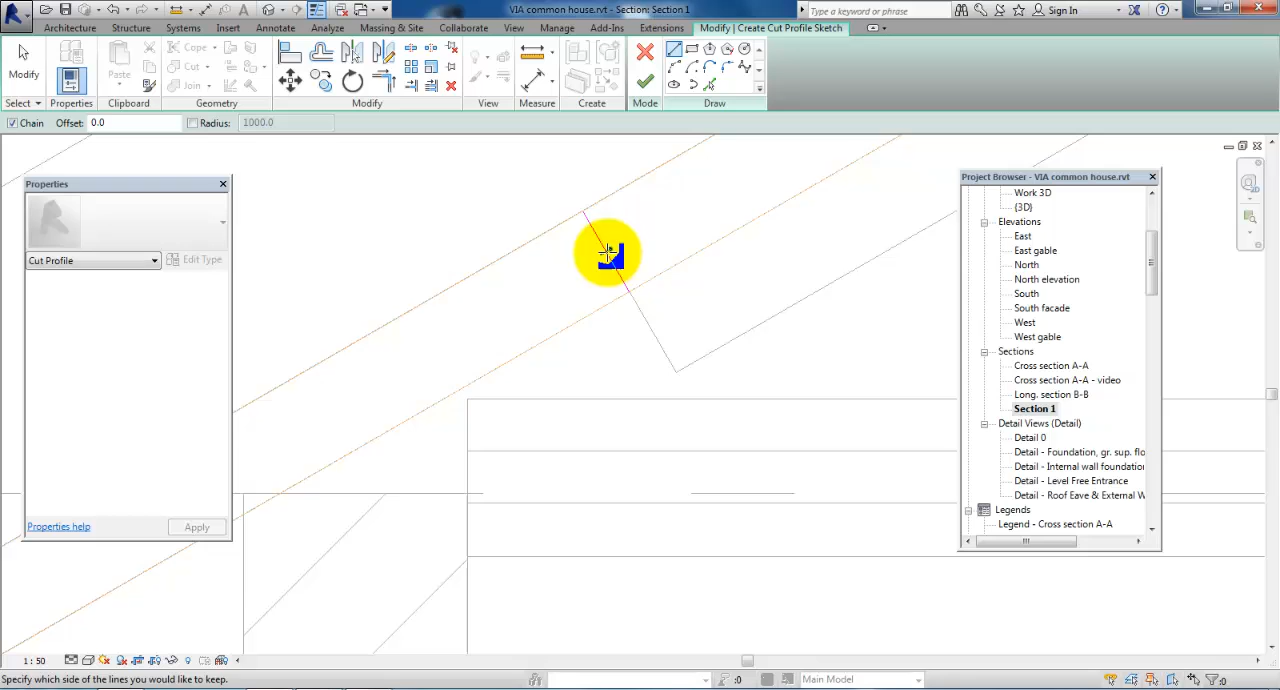 VIA common house.rvt - Section: Section 1
Type a keyword or phrase
Sign In
Architecture Structure Systems Insert Annotate Analyze Massing & Site Collaborate View Manage Add-Ins Extensions Modify | Create Cut Profile Sketch
Modify
Properties
Paste
Cope
Cut
Join
Select Properties Clipboard Geometry Modify View Measure Create Mode Draw
Chain Offset: 0.0 Radius: 1000.0
Properties
Cut Profile
Edit Type
Properties help
Apply
Project Browser - VIA common house.rvt
Work 3D
{3D}
Elevations
East
East gable
North
North elevation
South
South facade
West
West gable
Sections
Cross section A-A
Cross section A-A - video
Long. section B-B
Section 1
Detail Views (Detail)
Detail 0
Detail - Foundation, gr. sup. flo
Detail - Internal wall foundation
Detail - Level Free Entrance
Detail - Roof Eave & External W
Legends
Legend - Cross section A-A
1 : 50
Specify which side of the lines you would like to keep.
:0
Main Model
:0